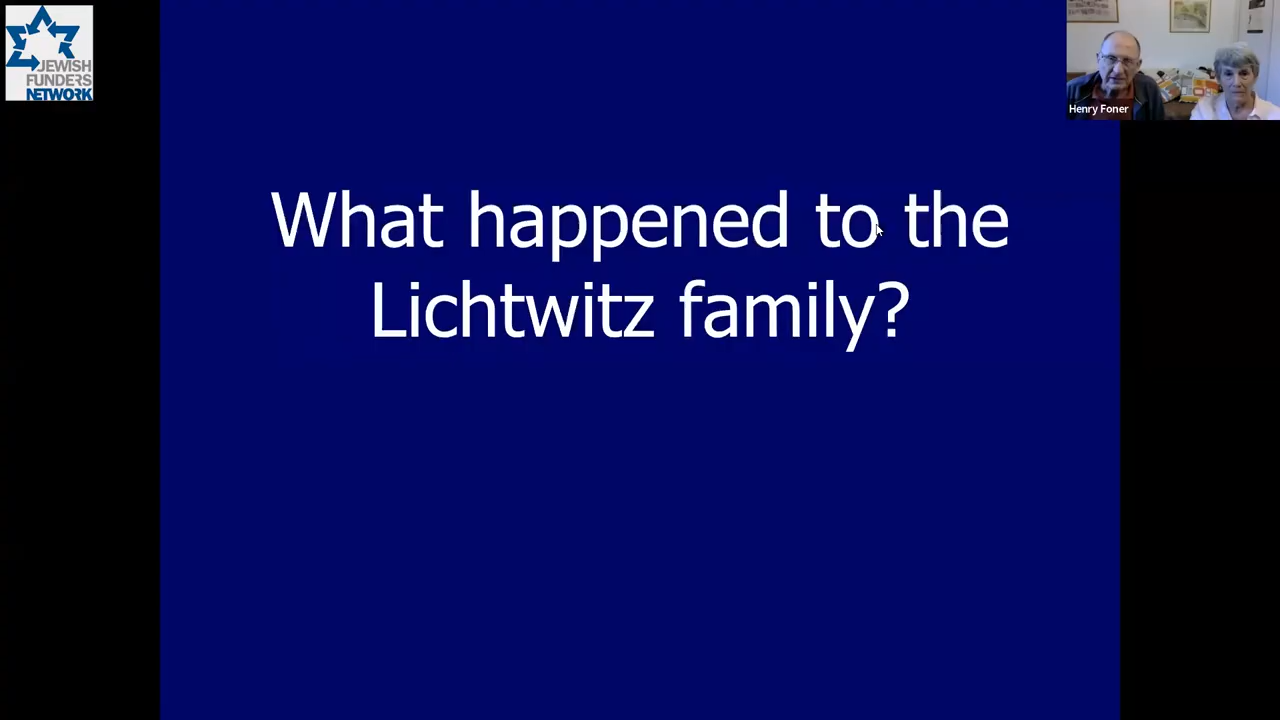 JEWISH
FUNDERS
NETWORK
Henry Foner
What happened to the
Lichtwitz family?